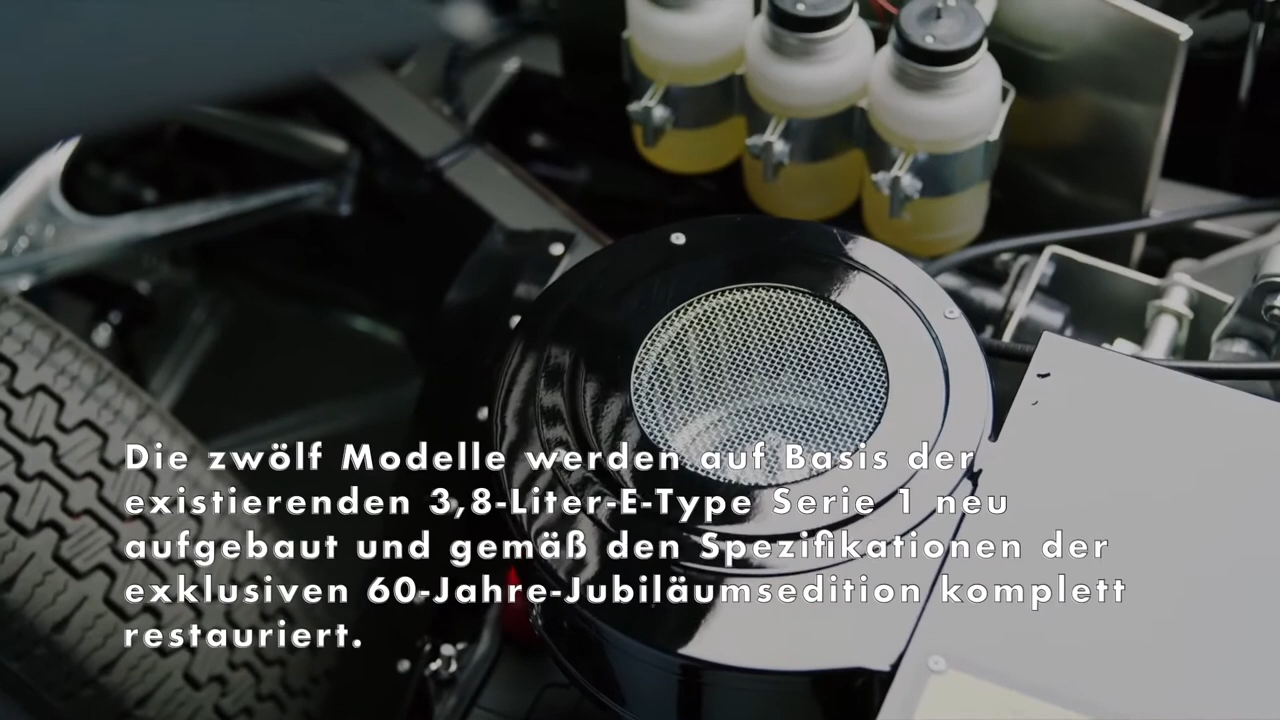 Die zwölf Modelle werden auf Basis der
existierenden 3,8-Liter-E-Type Serie 1 neu
aufgebaut und gemäß den Spezifikationen der
exklusiven 60-Jahre-Jubiläumsedition komplett
restauriert.